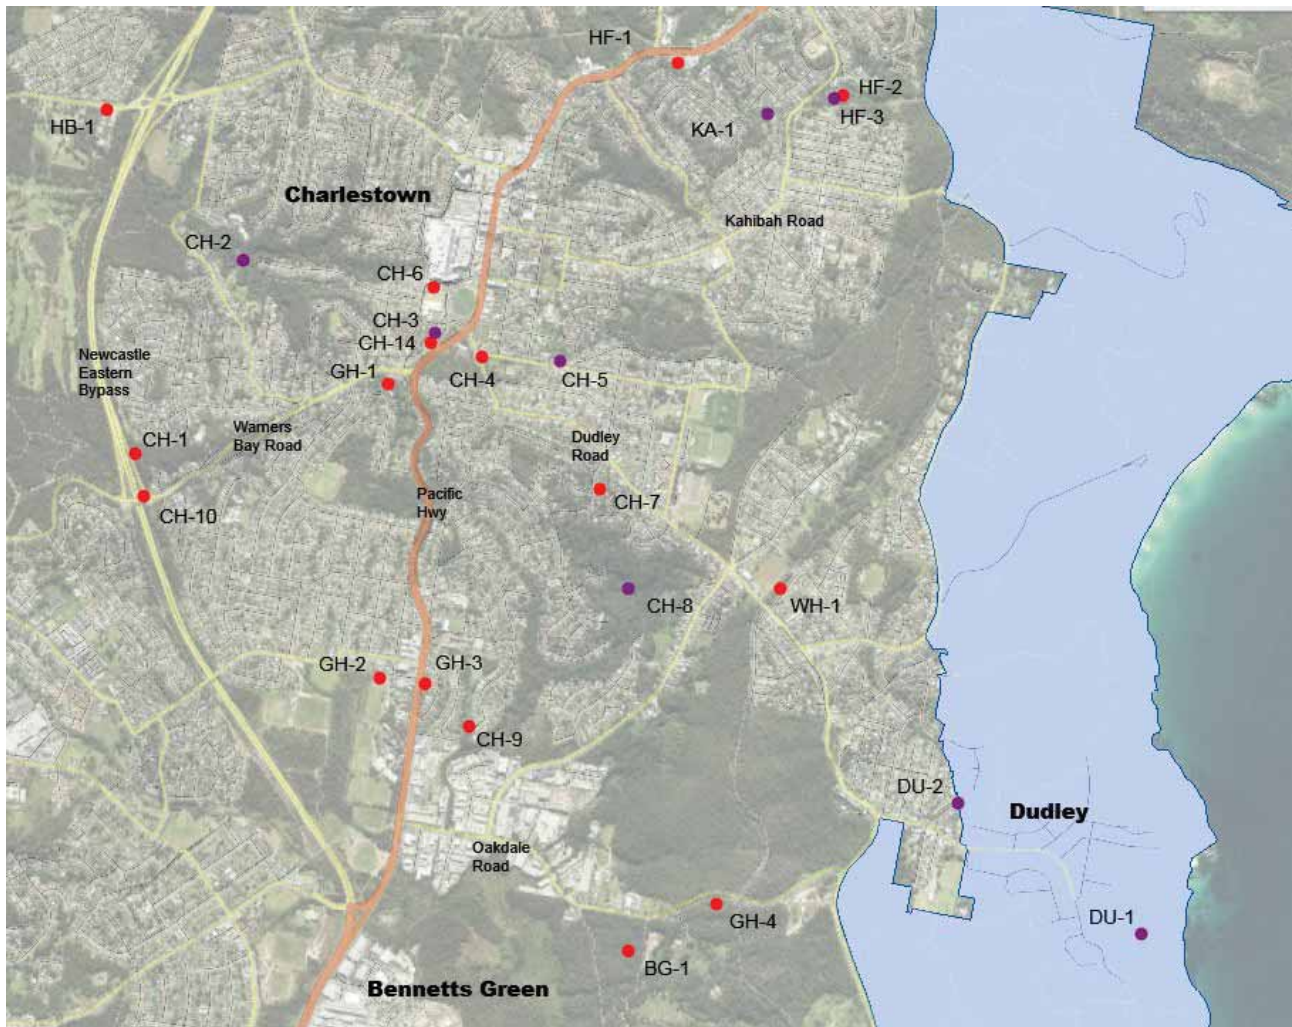 HF-1
HF-2
HB-1
KA-1
HF-3
Charlestown
Kahibah Road
CH-2
CH-6
CH-3
CH-14
Newcastle
Eastern
Bypass
GH-1
CH-4
CH-5
Warners
Bay Road
CH-1
Dudley
Road
Pacific
Hwy
CH-7
CH-10
CH-8
WH-1
GH-2
GH-3
CH-9
DU-2
Dudley
Oakdale
Road
GH-4
DU-1
BG-1
Bennetts Green